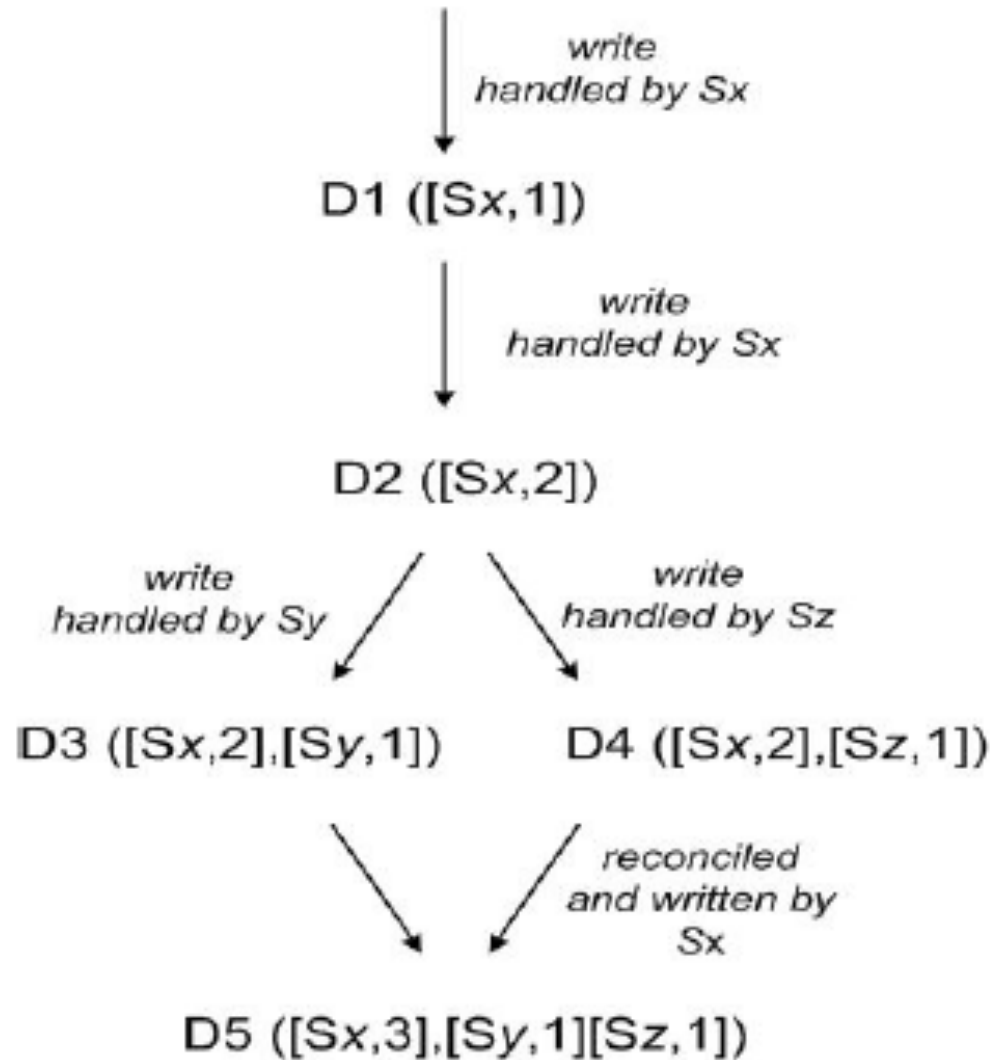 write
handled by Sx
D1 ([Sx,1])
write
handled by Sx
D2 ([Sx,2])
write
handled by Sy
write
handled by Sz
D3 ([Sx,2],[Sy,1])
D4 ([Sx,2],[Sz,1])
reconciled
and written by
Sx
D5 ([Sx,3],[Sy,1][Sz,1])